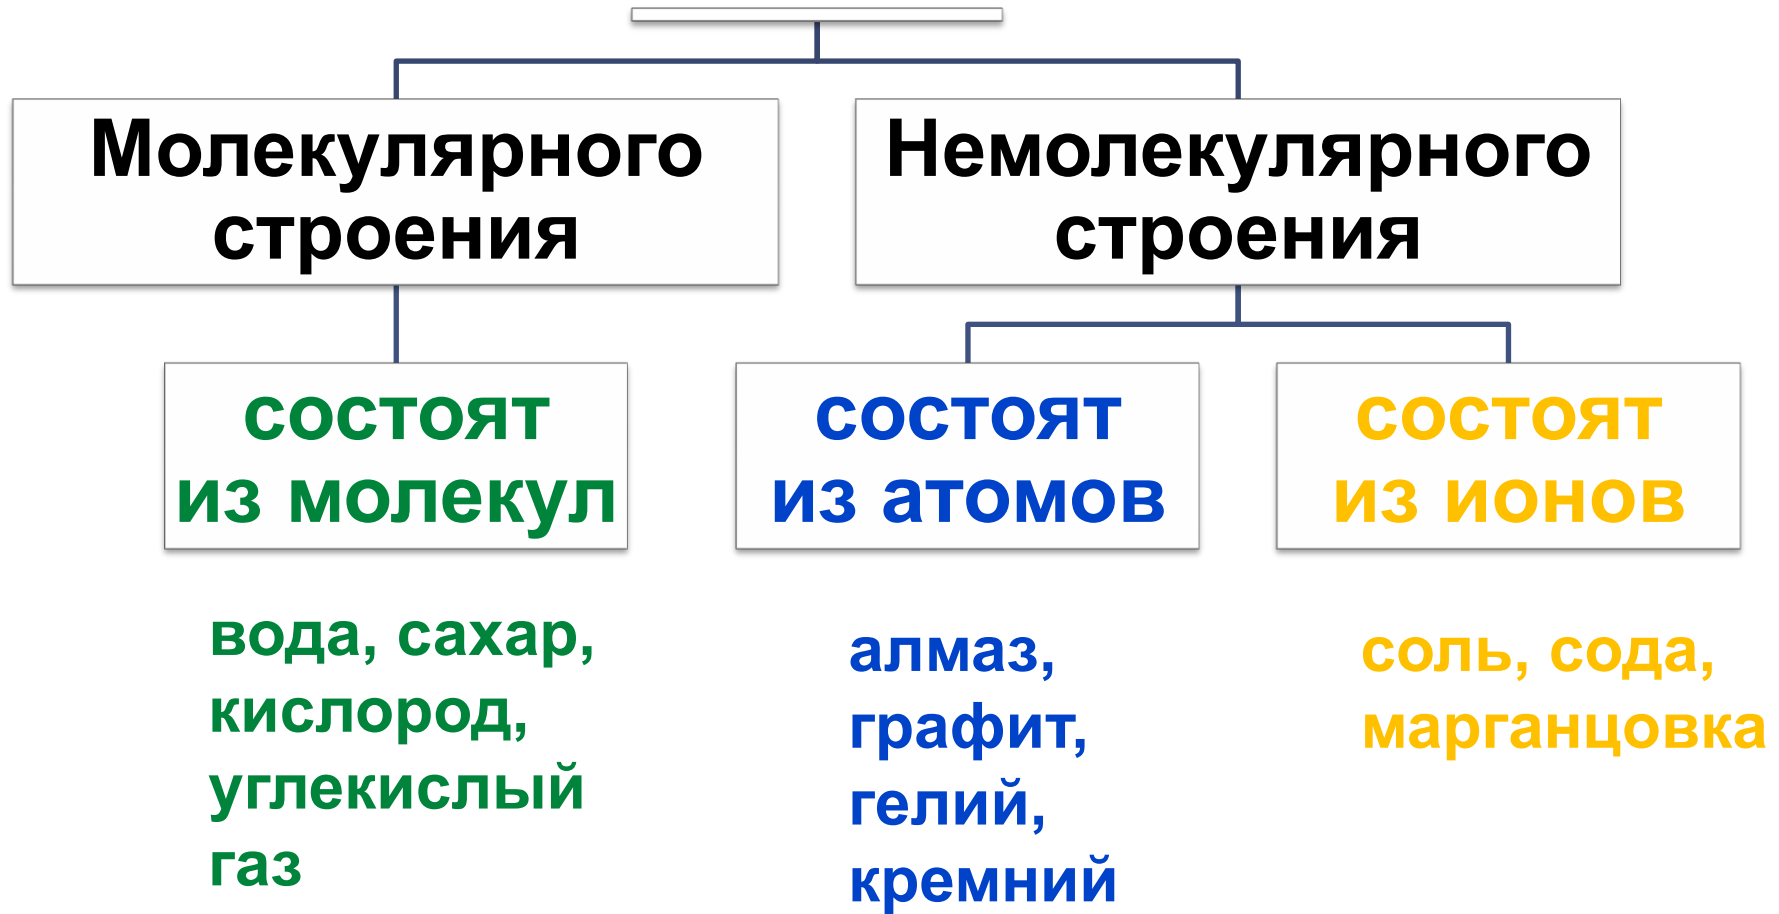 Молекулярного
строения
Немолекулярного
строения
состоят
из молекул
состоят
из атомов
состоят
из ионов
вода, сахар,
кислород,
углекислый
газ
алмаз,
графит,
гелий,
кремний
соль, сода,
марганцовка